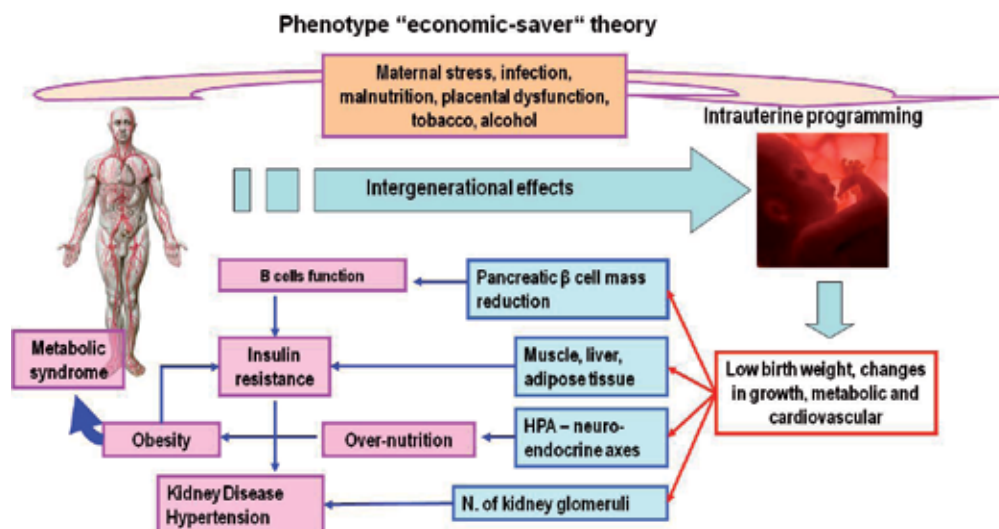 Phenotype “economic-saver“ theory
Maternal stress, infection,
malnutrition, placental dysfunction,
tobacco, alcohol
Intrauterine programming
Intergenerational effects
B cells function
Pancreatic β cell mass
reduction
Metabolic
syndrome
Insulin
resistance
Muscle, liver,
adipose tissue
Low birth weight, changes
in growth, metabolic and
cardiovascular
Obesity
Over-nutrition
HPA – neuro-
endocrine axes
Kidney Disease
Hypertension
N. of kidney glomeruli